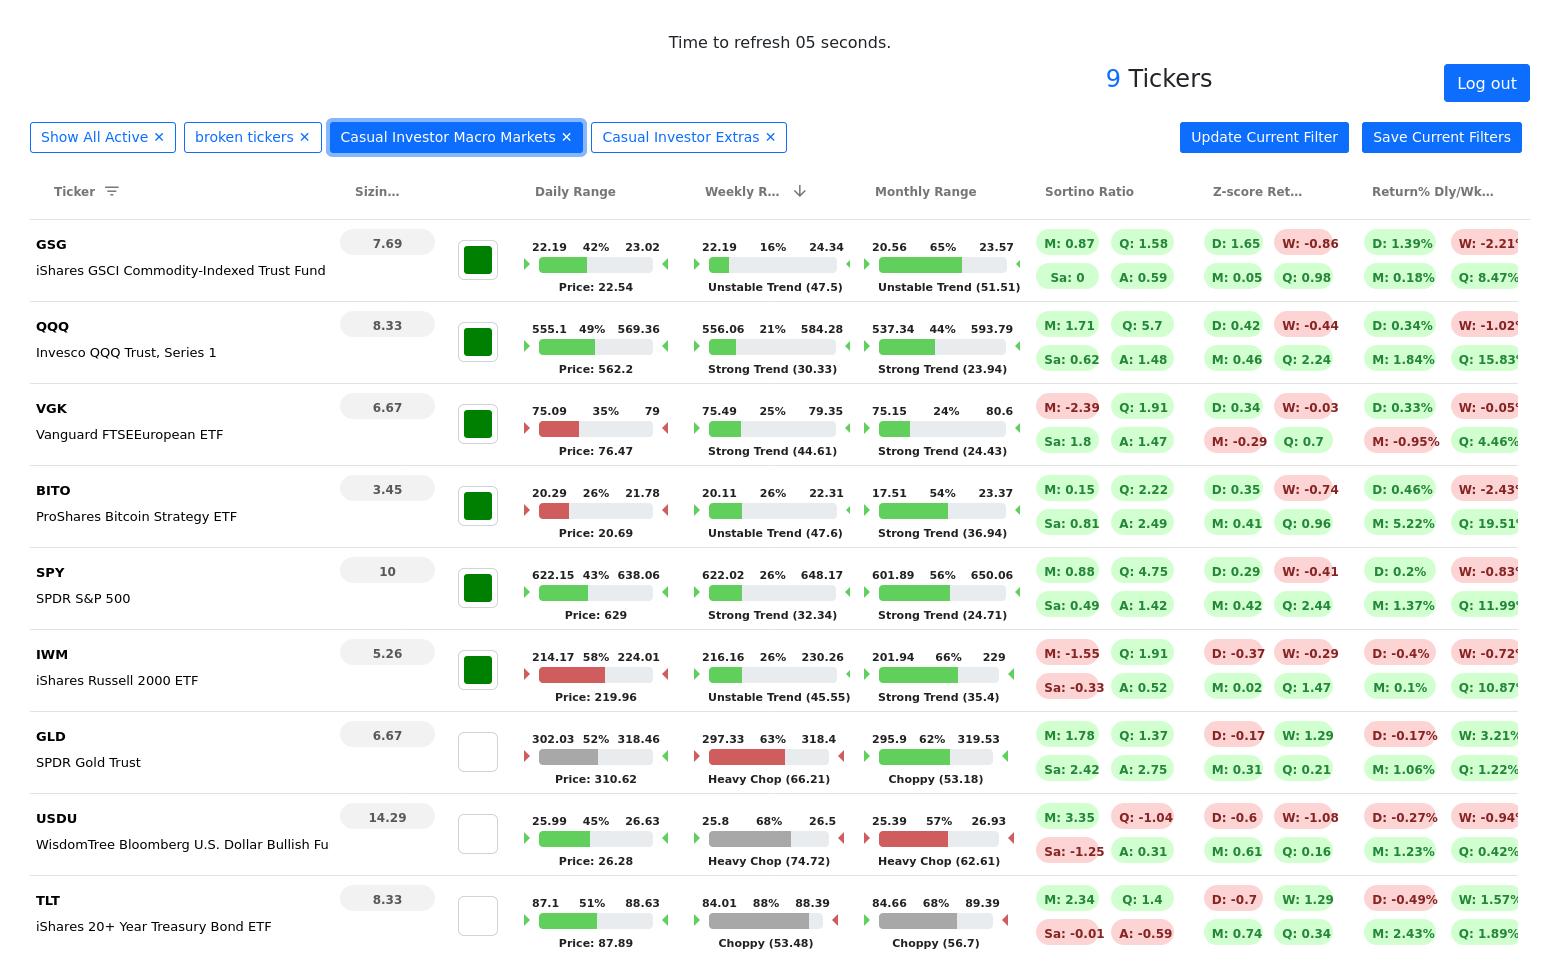 Time to refresh 05 seconds.
9 Tickers
Log out
Show All Active ✕ broken tickers ✕ Casual Investor Macro Markets ✕ Casual Investor Extras ✕ Update Current Filter Save Current Filters
Ticker Sizin… Daily Range Weekly R… Monthly Range Sortino Ratio Z-score Ret… Return% Dly/Wk…
GSG 7.69 22.19 42% 23.02 22.19 16% 24.34 20.56 65% 23.57 M: 0.87 Q: 1.58 D: 1.65 W: -0.86 D: 1.39% W: -2.21%
iShares GSCI Commodity-Indexed Trust Fund Price: 22.54 Unstable Trend (47.5) Unstable Trend (51.51) Sa: 0 A: 0.59 M: 0.05 Q: 0.98 M: 0.18% Q: 8.47%
QQQ 8.33 555.1 49% 569.36 556.06 21% 584.28 537.34 44% 593.79 M: 1.71 Q: 5.7 D: 0.42 W: -0.44 D: 0.34% W: -1.02%
Invesco QQQ Trust, Series 1 Price: 562.2 Strong Trend (30.33) Strong Trend (23.94) Sa: 0.62 A: 1.48 M: 0.46 Q: 2.24 M: 1.84% Q: 15.83%
VGK 6.67 75.09 35% 79 75.49 25% 79.35 75.15 24% 80.6 M: -2.39 Q: 1.91 D: 0.34 W: -0.03 D: 0.33% W: -0.05%
Vanguard FTSEEuropean ETF Price: 76.47 Strong Trend (44.61) Strong Trend (24.43) Sa: 1.8 A: 1.47 M: -0.29 Q: 0.7 M: -0.95% Q: 4.46%
BITO 3.45 20.29 26% 21.78 20.11 26% 22.31 17.51 54% 23.37 M: 0.15 Q: 2.22 D: 0.35 W: -0.74 D: 0.46% W: -2.43%
ProShares Bitcoin Strategy ETF Price: 20.69 Unstable Trend (47.6) Strong Trend (36.94) Sa: 0.81 A: 2.49 M: 0.41 Q: 0.96 M: 5.22% Q: 19.51%
SPY 10 622.15 43% 638.06 622.02 26% 648.17 601.89 56% 650.06 M: 0.88 Q: 4.75 D: 0.29 W: -0.41 D: 0.2% W: -0.83%
SPDR S&P 500 Price: 629 Strong Trend (32.34) Strong Trend (24.71) Sa: 0.49 A: 1.42 M: 0.42 Q: 2.44 M: 1.37% Q: 11.99%
IWM 5.26 214.17 58% 224.01 216.16 26% 230.26 201.94 66% 229 M: -1.55 Q: 1.91 D: -0.37 W: -0.29 D: -0.4% W: -0.72%
iShares Russell 2000 ETF Price: 219.96 Unstable Trend (45.55) Strong Trend (35.4) Sa: -0.33 A: 0.52 M: 0.02 Q: 1.47 M: 0.1% Q: 10.87%
GLD 6.67 302.03 52% 318.46 297.33 63% 318.4 295.9 62% 319.53 M: 1.78 Q: 1.37 D: -0.17 W: 1.29 D: -0.17% W: 3.21%
SPDR Gold Trust Price: 310.62 Heavy Chop (66.21) Choppy (53.18) Sa: 2.42 A: 2.75 M: 0.31 Q: 0.21 M: 1.06% Q: 1.22%
USDU 14.29 25.99 45% 26.63 25.8 68% 26.5 25.39 57% 26.93 M: 3.35 Q: -1.04 D: -0.6 W: -1.08 D: -0.27% W: -0.94%
WisdomTree Bloomberg U.S. Dollar Bullish Fu Price: 26.28 Heavy Chop (74.72) Heavy Chop (62.61) Sa: -1.25 A: 0.31 M: 0.61 Q: 0.16 M: 1.23% Q: 0.42%
TLT 8.33 87.1 51% 88.63 84.01 88% 88.39 84.66 68% 89.39 M: 2.34 Q: 1.4 D: -0.7 W: 1.29 D: -0.49% W: 1.57%
iShares 20+ Year Treasury Bond ETF Price: 87.89 Choppy (53.48) Choppy (56.7) Sa: -0.01 A: -0.59 M: 0.74 Q: 0.34 M: 2.43% Q: 1.89%